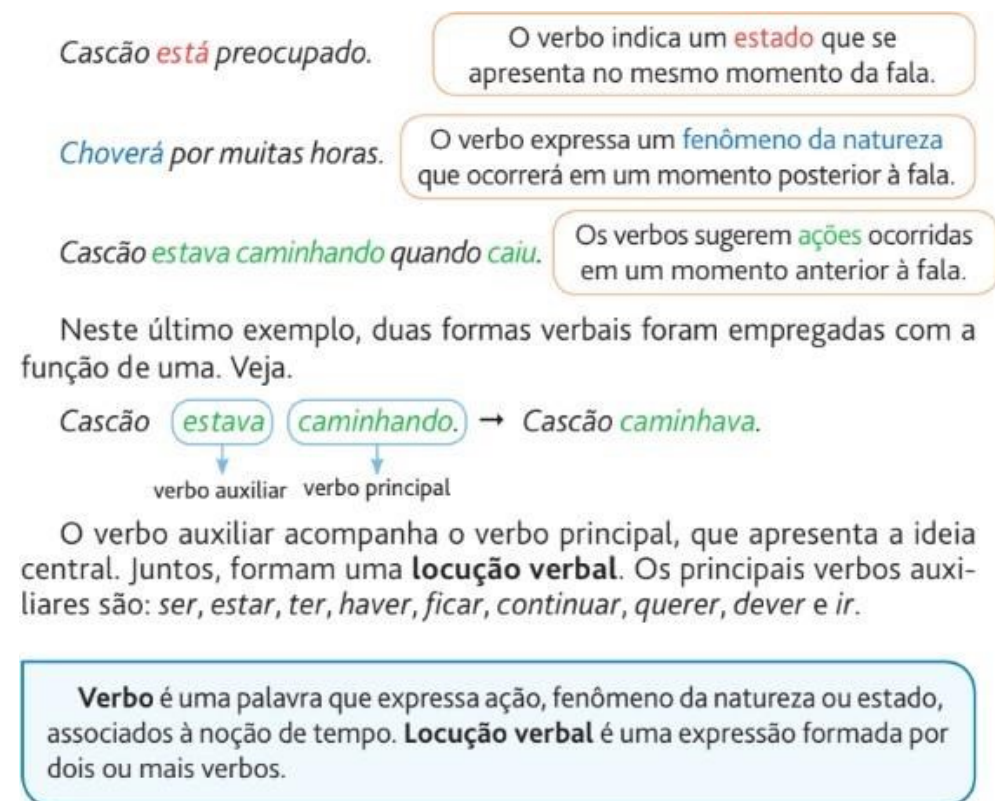 Cascão está preocupado.
O verbo indica um estado que se
apresenta no mesmo momento da fala.
Choverá por muitas horas.
O verbo expressa um fenômeno da natureza
que ocorrerá em um momento posterior à fala.
Cascão estava caminhando quando caiu.
Os verbos sugerem ações ocorridas
em um momento anterior à fala.
Neste último exemplo, duas formas verbais foram empregadas com a
função de uma. Veja.
Cascão estava caminhando. → Cascão caminhava.
verbo auxiliar verbo principal
O verbo auxiliar acompanha o verbo principal, que apresenta a ideia
central. Juntos, formam uma locução verbal. Os principais verbos auxi-
liares são: ser, estar, ter, haver, ficar, continuar, querer, dever e ir.
Verbo é uma palavra que expressa ação, fenômeno da natureza ou estado,
associados à noção de tempo. Locução verbal é uma expressão formada por
dois ou mais verbos.